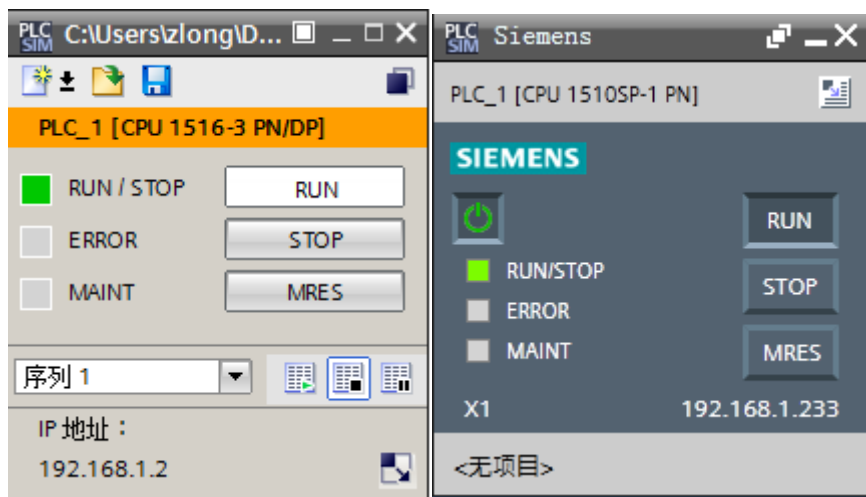 PLC SIM C:\Users\zlong\D...
PLC_1 [CPU 1516-3 PN/DP]
RUN / STOP RUN
ERROR STOP
MAINT MRES
序列 1
IP 地址：
192.168.1.2
PLC SIM Siemens
PLC_1 [CPU 1510SP-1 PN]
SIEMENS
RUN
RUN/STOP
STOP
ERROR
MAINT
MRES
X1 192.168.1.233
<无项目>